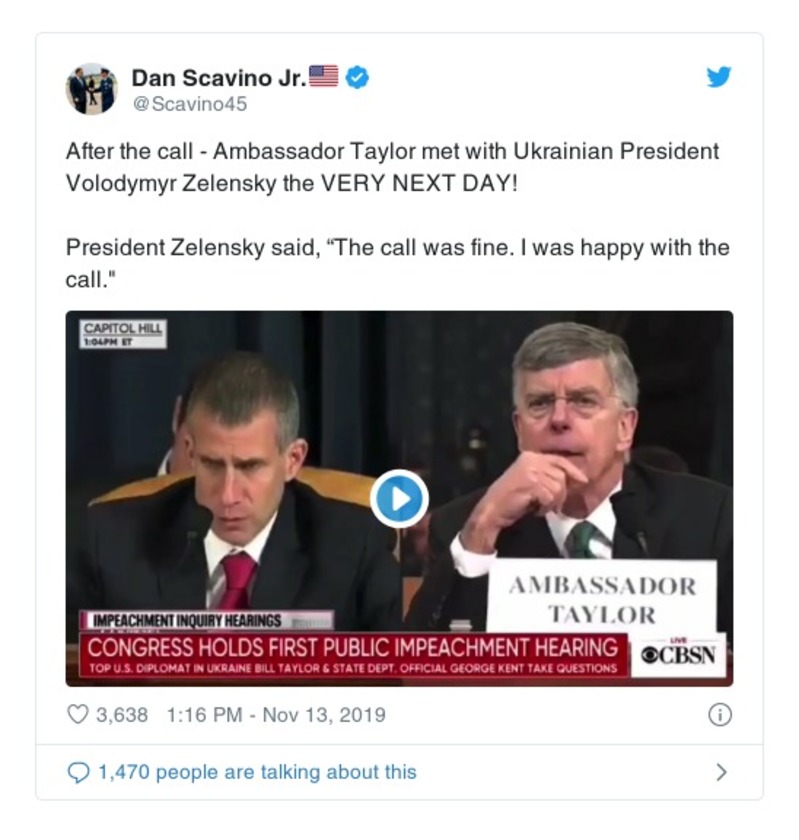 Dan Scavino Jr.
@Scavino45
After the call - Ambassador Taylor met with Ukrainian President
Volodymyr Zelensky the VERY NEXT DAY!
President Zelensky said, “The call was fine. I was happy with the
call."
CAPITOL HILL
1:04PM ET
AMBASSADOR
TAYLOR
IMPEACHMENT INQUIRY HEARINGS
CONGRESS HOLDS FIRST PUBLIC IMPEACHMENT HEARING
TOP U.S. DIPLOMAT IN UKRAINE BILL TAYLOR & STATE DEPT. OFFICIAL GEORGE KENT TAKE QUESTIONS
LIVE
CBSN
3,638 1:16 PM - Nov 13, 2019
1,470 people are talking about this